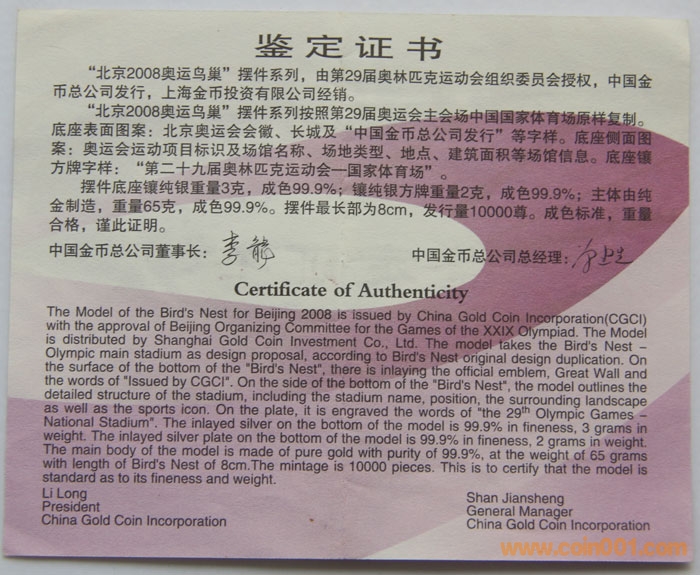 鉴定证书
“北京2008奥运鸟巢”摆件系列，由第29届奥林匹克运动会组织委员会授权，中国金
币总公司发行，上海金币投资有限公司经销。
“北京2008奥运鸟巢”摆件系列按照第29届奥运会主会场中国国家体育场原样复制。
底座表面图案：北京奥运会会徽、长城及“中国金币总公司发行”等字样。底座侧面图
案：奥运会运动项目标识及场馆名称、场地类型、地点、建筑面积等场馆信息。底座镶
方牌字样：“第二十九届奥林匹克运动会—国家体育场”。
摆件底座镶纯银重量3克，成色99.9%；镶纯银方牌重量2克，成色99.9%；主体由纯
金制造，重量65克，成色99.9%。摆件最长部为8cm，发行量10000尊。成色标准，重量
合格，谨此证明。
中国金币总公司董事长： 中国金币总公司总经理：
Certificate of Authenticity
The Model of the Bird's Nest for Beijing 2008 is issued by China Gold Coin Incorporation(CGCI)
with the approval of Beijing Organizing Committee for the Games of the XXIX Olympiad. The Model
is distributed by Shanghai Gold Coin Investment Co., Ltd. The model takes the Bird's Nest –
Olympic main stadium as design proposal, according to Bird's Nest original design duplication. On
the surface of the bottom of the "Bird's Nest", there is inlaying the official emblem, Great Wall and
the words of "Issued by CGCI". On the side of the bottom of the "Bird's Nest", the model outlines the
detailed structure of the stadium, including the stadium name, position, the surrounding landscape
as well as the sports icon. On the plate, it is engraved the words of "the 29th Olympic Games –
National Stadium". The inlayed silver on the bottom of the model is 99.9% in fineness, 3 grams in
weight. The inlayed silver plate on the bottom of the model is 99.9% in fineness, 2 grams in weight.
The main body of the model is made of pure gold with purity of 99.9%, at the weight of 65 grams
with length of Bird's Nest of 8cm.The mintage is 10000 pieces. This is to certify that the model is
standard as to its fineness and weight.
Li Long
President
China Gold Coin Incorporation
Shan Jiansheng
General Manager
China Gold Coin Incorporation
www.coin001.com